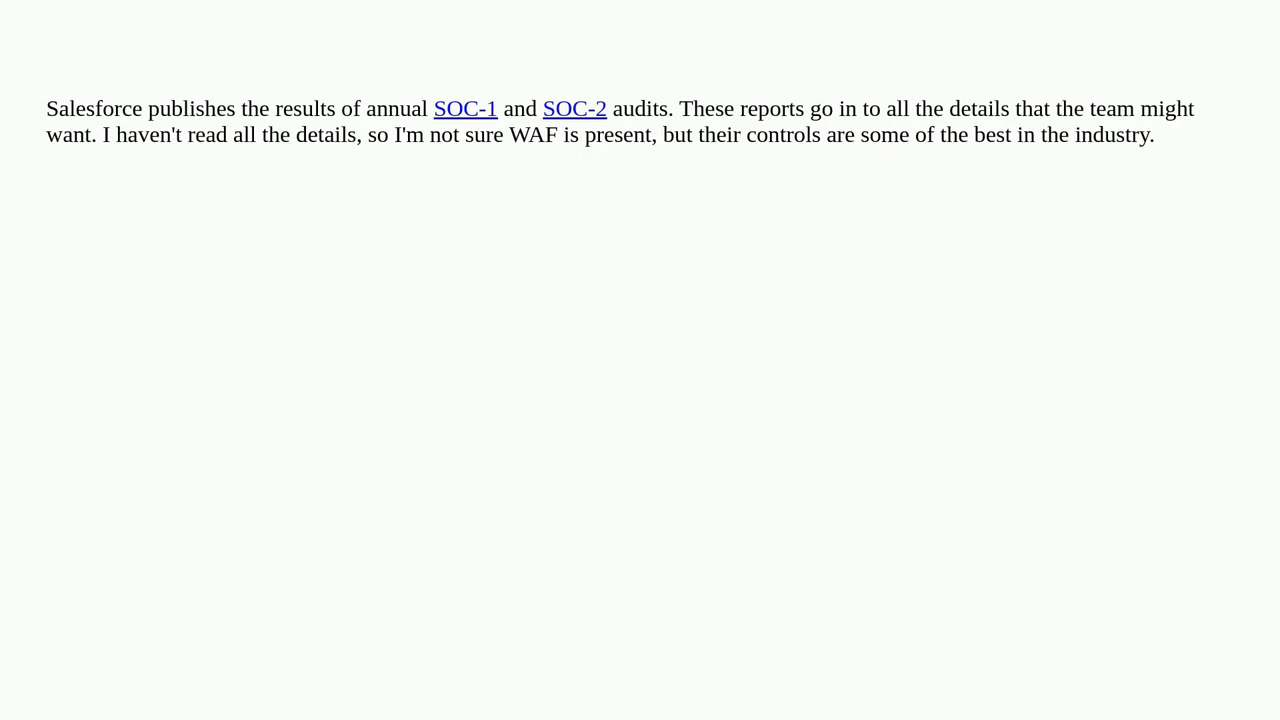 Salesforce publishes the results of annual SOC-1 and SOC-2 audits. These reports go in to all the details that the team might
want. I haven't read all the details, so I'm not sure WAF is present, but their controls are some of the best in the industry.